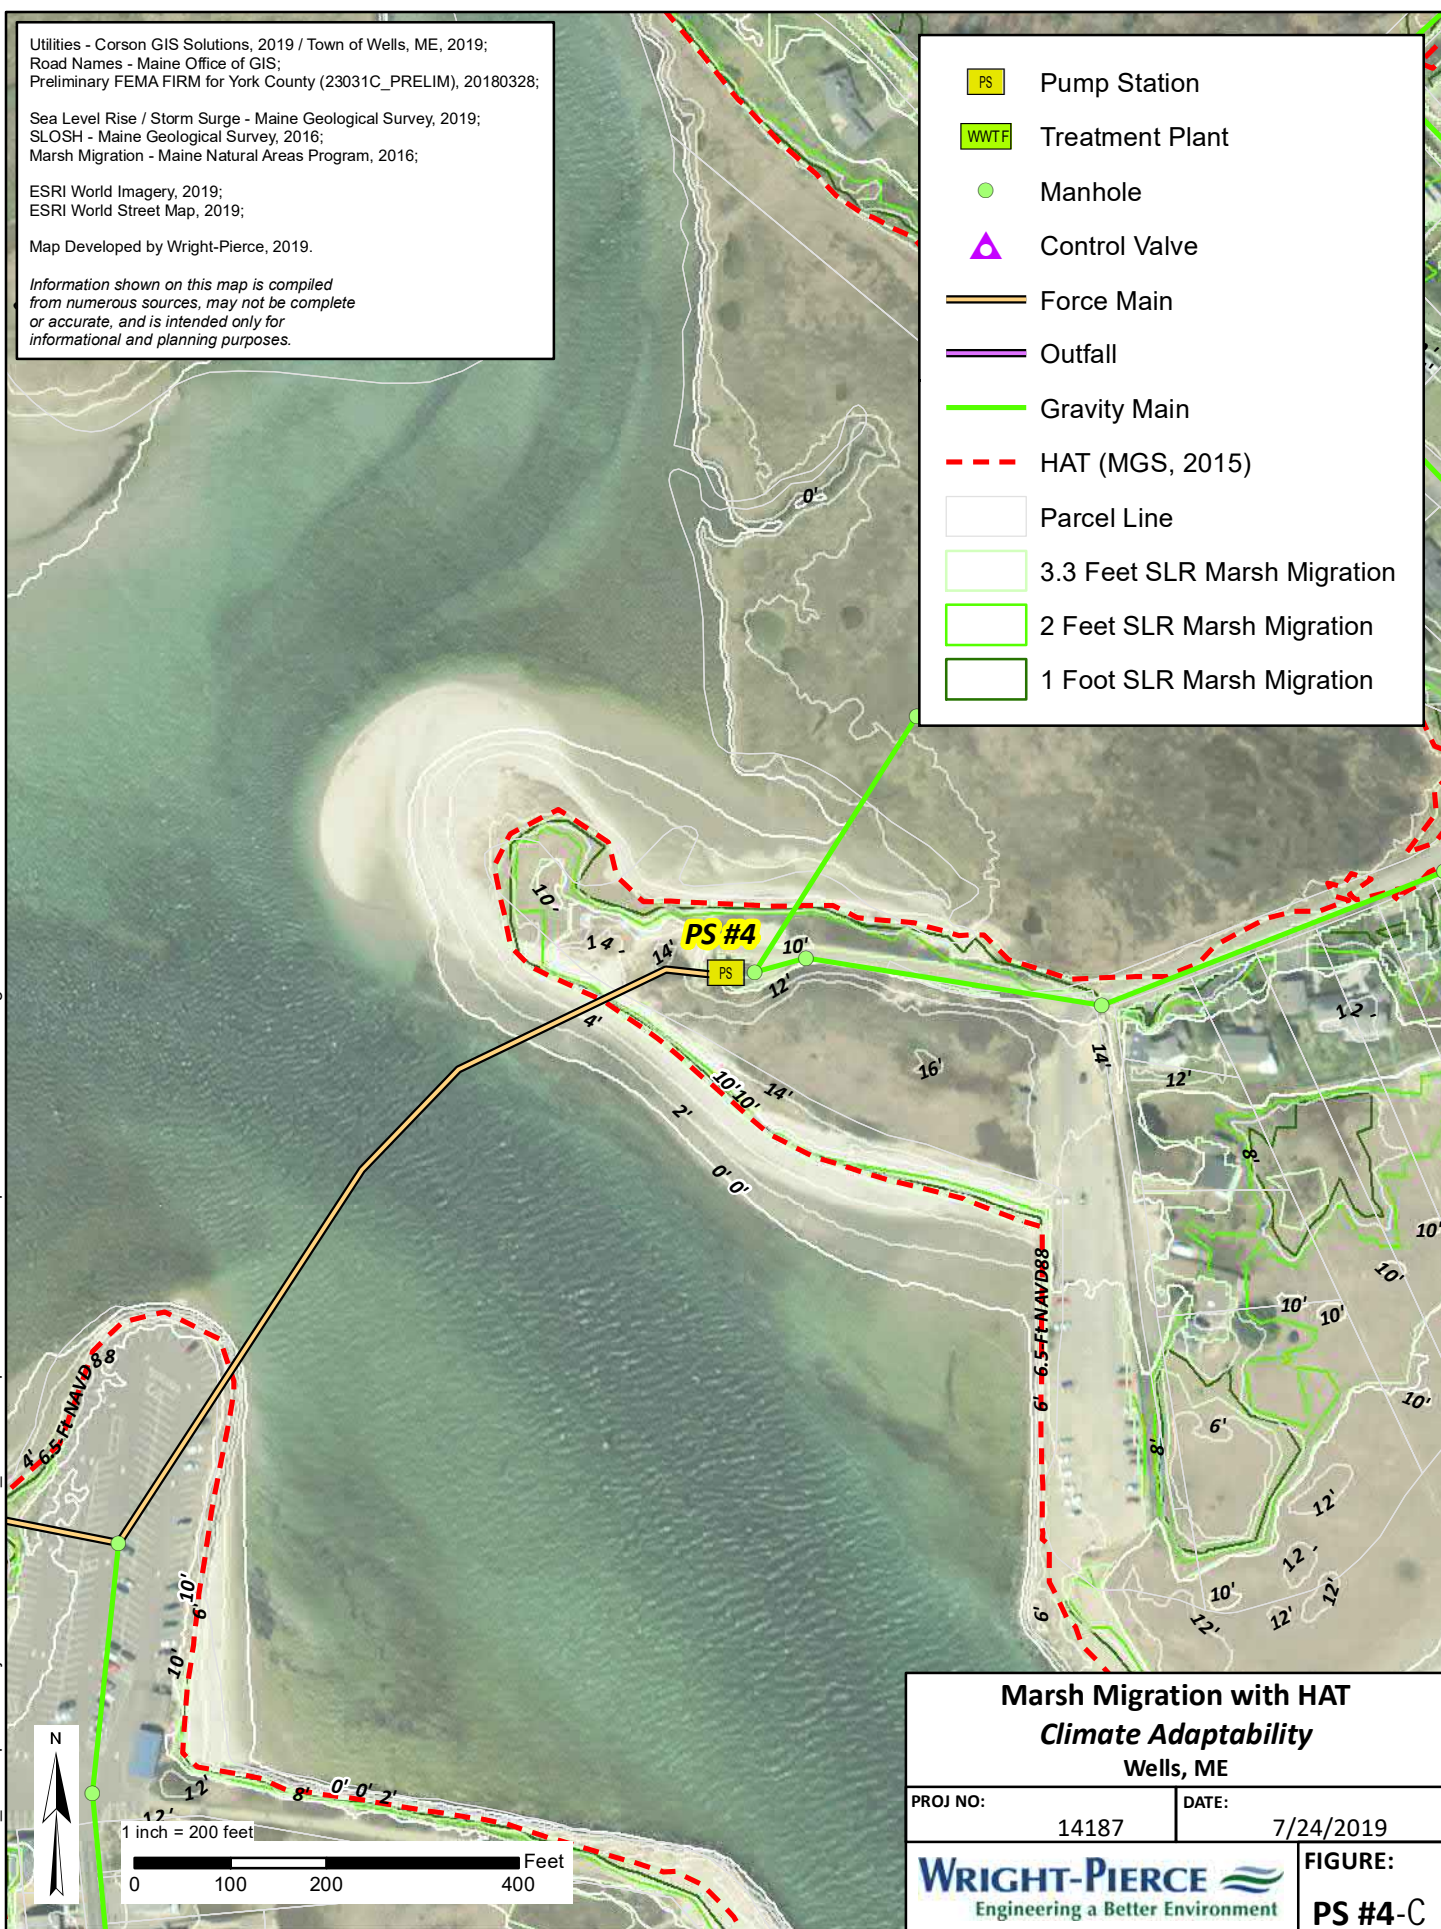 Utilities - Corson GIS Solutions, 2019 / Town of Wells, ME, 2019;
Road Names - Maine Office of GIS;
Preliminary FEMA FIRM for York County (23031C_PRELIM), 20180328;
Sea Level Rise / Storm Surge - Maine Geological Survey, 2019;
SLOSH - Maine Geological Survey, 2016;
Marsh Migration - Maine Natural Areas Program, 2016;
ESRI World Imagery, 2019;
ESRI World Street Map, 2019;
Map Developed by Wright-Pierce, 2019.
Information shown on this map is compiled
from numerous sources, may not be complete
or accurate, and is intended only for
informational and planning purposes.
PS Pump Station
WWTF Treatment Plant
Manhole
Control Valve
Force Main
Outfall
Gravity Main
HAT (MGS, 2015)
Parcel Line
3.3 Feet SLR Marsh Migration
2 Feet SLR Marsh Migration
1 Foot SLR Marsh Migration
0'
10'
14'
14'
PS #4
PS
10'
12'
4'
10'10'
14'
2'
0' 0'
16'
14'
12'
12'
8'
10'
10'
10'
10'
10'
6'
8'
12'
12'
10'
12'
12'
12'
6' 6.5 Ft NAVD88
6'
4' 6.5 Ft NAVD88
6' 10'
10'
12'
12'
8'
0' 0' 2'
N
1 inch = 200 feet
Feet
0 100 200 400
Marsh Migration with HAT
Climate Adaptability
Wells, ME
PROJ NO:
14187
DATE:
7/24/2019
WRIGHT-PIERCE
Engineering a Better Environment
FIGURE:
PS #4-C